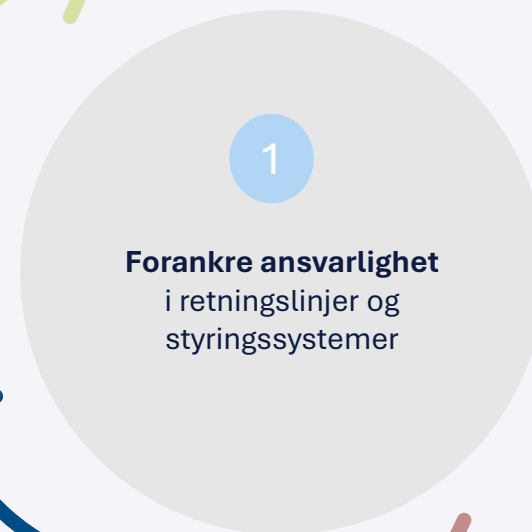 1
Forankre ansvarlighet
i retningslinjer og
styringssystemer